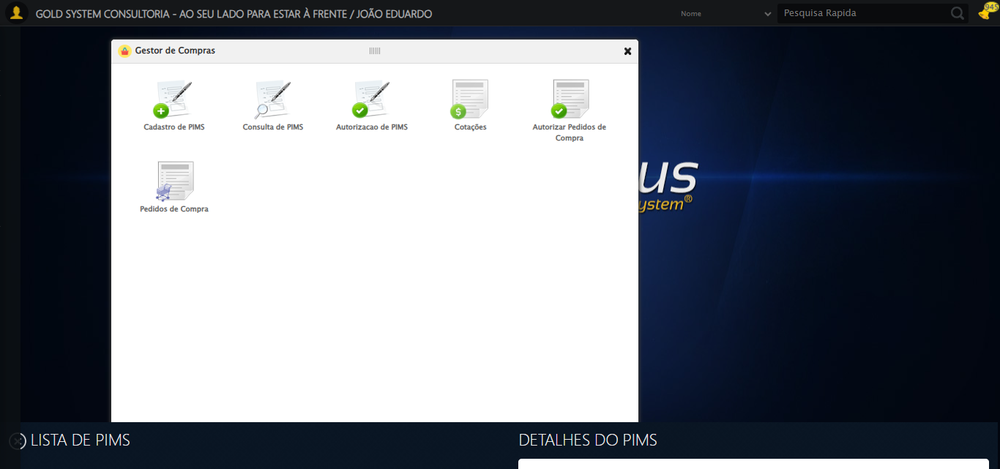 GOLD SYSTEM CONSULTORIA - AO SEU LADO PARA ESTAR À FRENTE / JOÃO EDUARDO
Nome
Pesquisa Rapida
945
Gestor de Compras
Cadastro de PIMS
Consulta de PIMS
Autorizacao de PIMS
Cotações
Autorizar Pedidos de
Compra
us
ystem®
Pedidos de Compra
LISTA DE PIMS
DETALHES DO PIMS